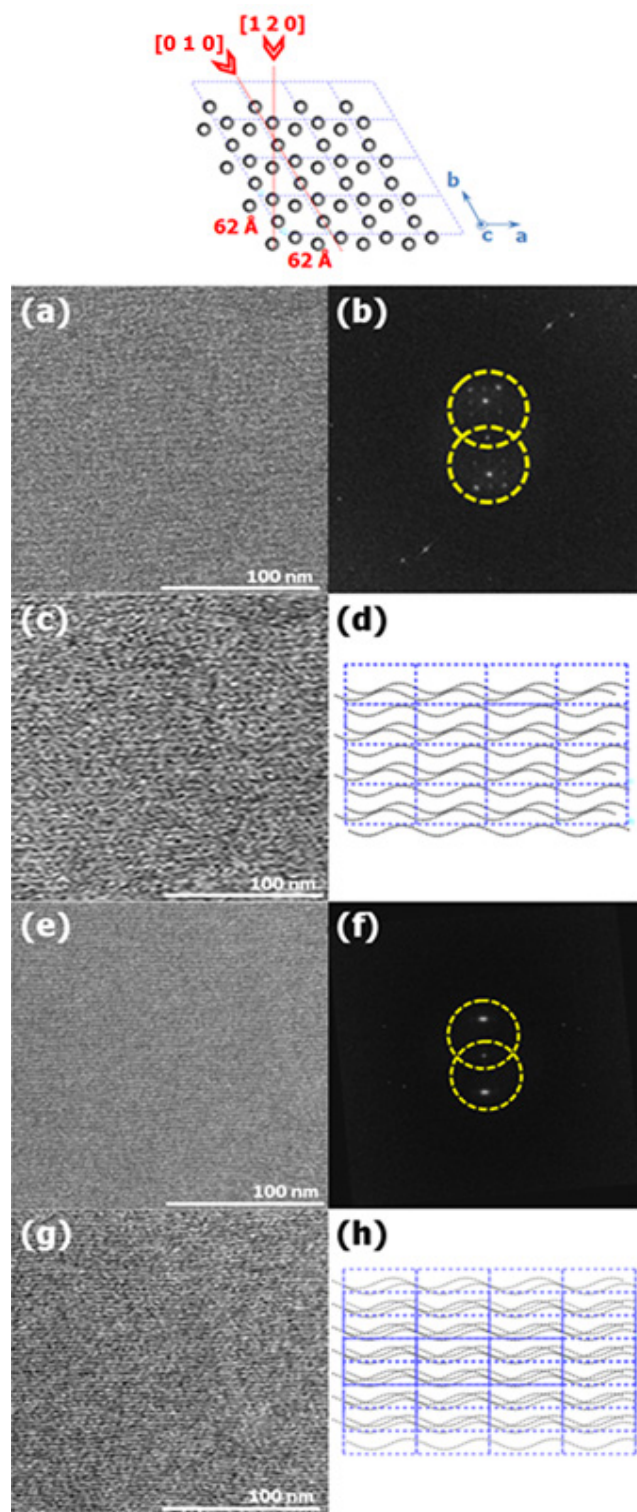 [1 2 0]
[0 1 0]
b
62 Å
c a
62 Å
(a) (b)
100 nm
(c) (d)
100 nm
(e) (f)
100 nm
(g) (h)
100 nm